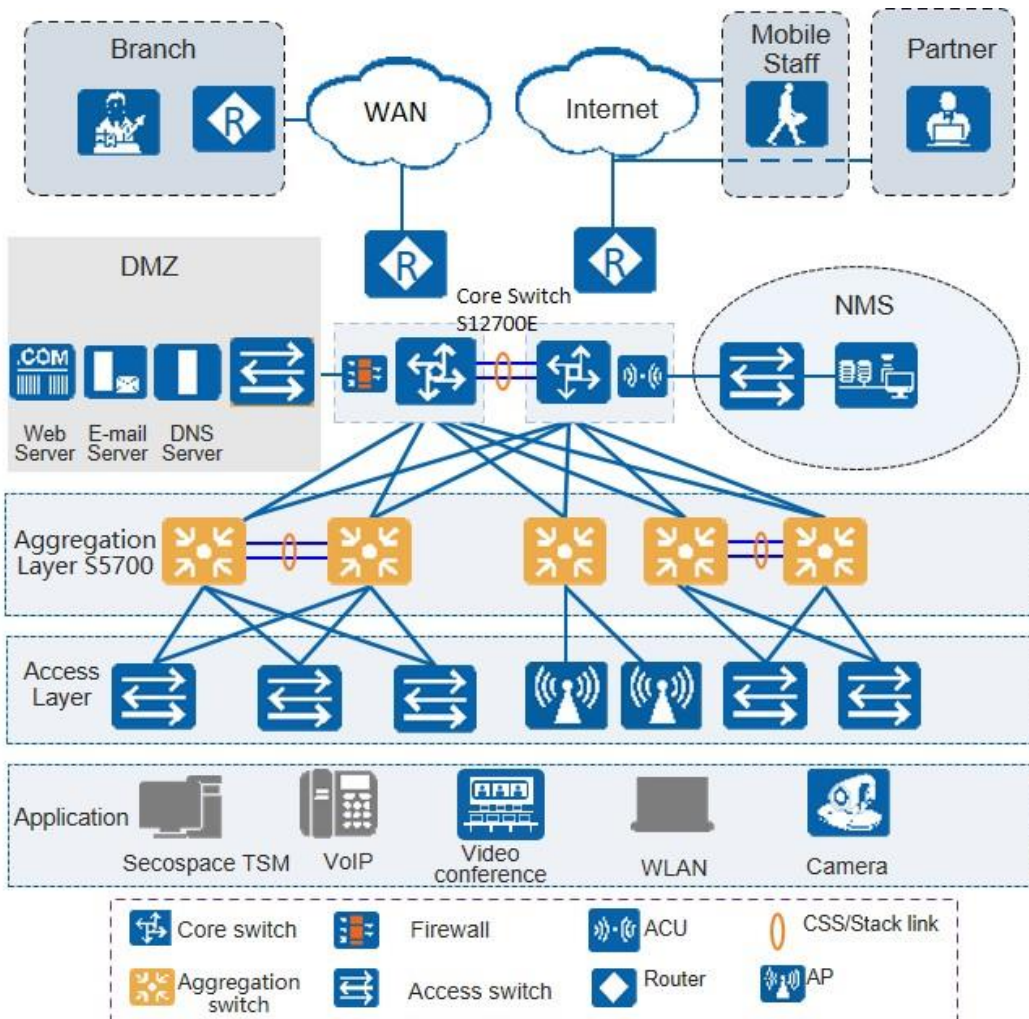 Branch
WAN
Internet
Mobile
Staff
Partner
R
R
R
DMZ
Core Switch
S12700E
NMS
.COM
Web
Server
E-mail
Server
DNS
Server
Aggregation
Layer S5700
Access
Layer
Application
Secospace TSM
VoIP
Video
conference
WLAN
Camera
Core switch
Firewall
ACU
CSS/Stack link
Aggregation
switch
Access switch
Router
AP